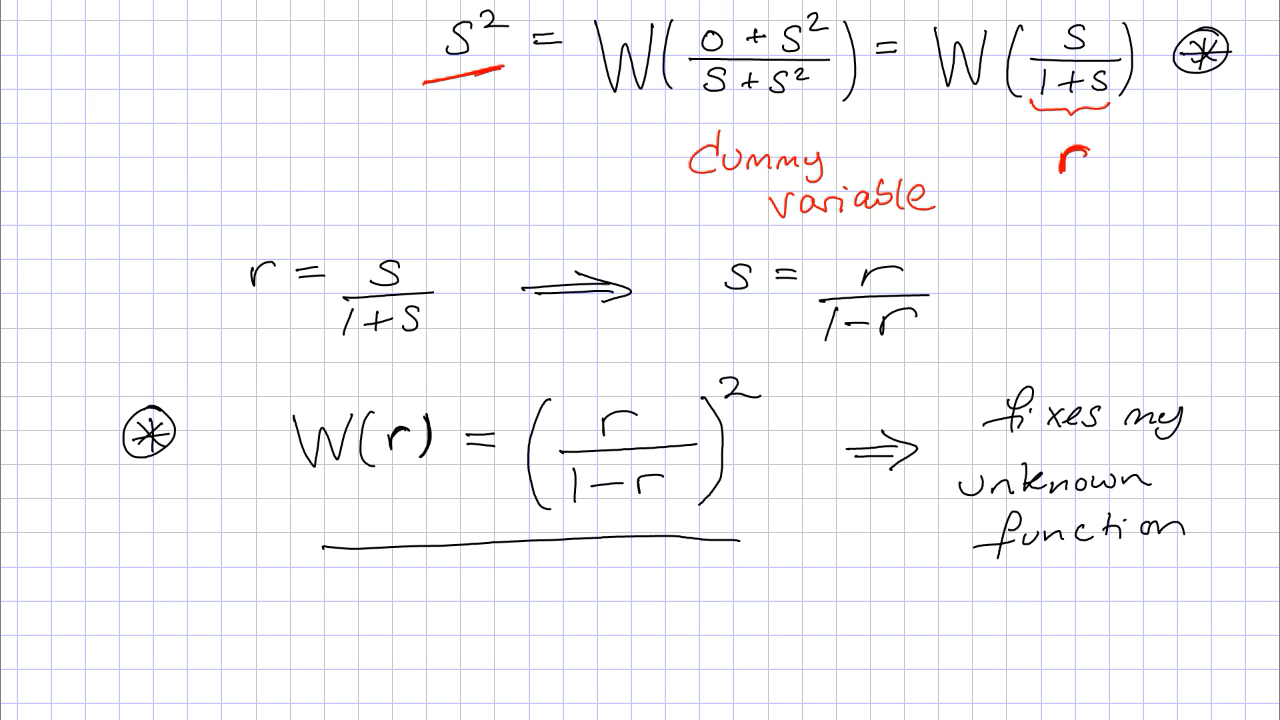 s² = W((0 + s²)/(s + s²)) = W(s/(1+s)) ⊛
dummy r
variable
r = s/(1+s) ⟹ s = r/(1-r)
⊛ W(r) = (r/(1-r))² ⟹ fixes my
unknown
function